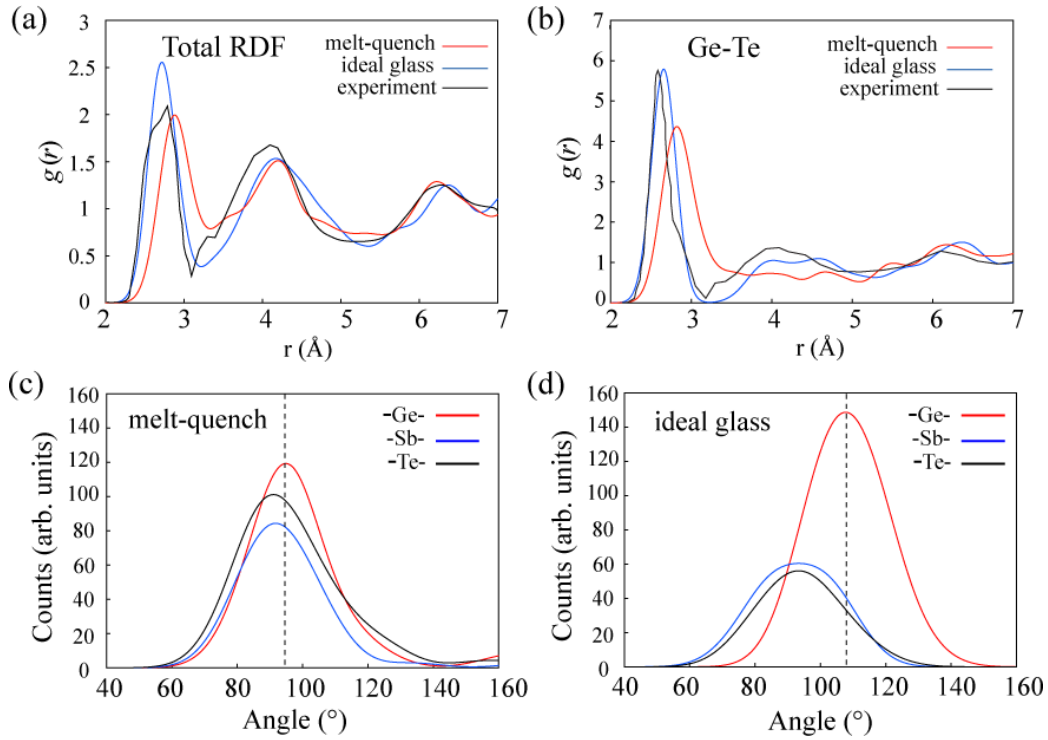 (a)
Total RDF
melt-quench
ideal glass
experiment
g(r)
3
2.5
2
1.5
1
0.5
0
2 3 4 5 6 7
r (Å)
(b)
Ge-Te
melt-quench
ideal glass
experiment
g(r)
7
6
5
4
3
2
1
0
2 3 4 5 6 7
r (Å)
(c)
melt-quench
-Ge-
-Sb-
-Te-
Counts (arb. units)
160
140
120
100
80
60
40
20
0
40 60 80 100 120 140 160
Angle (°)
(d)
ideal glass
-Ge-
-Sb-
-Te-
Counts (arb. units)
160
140
120
100
80
60
40
20
0
40 60 80 100 120 140 160
Angle (°)